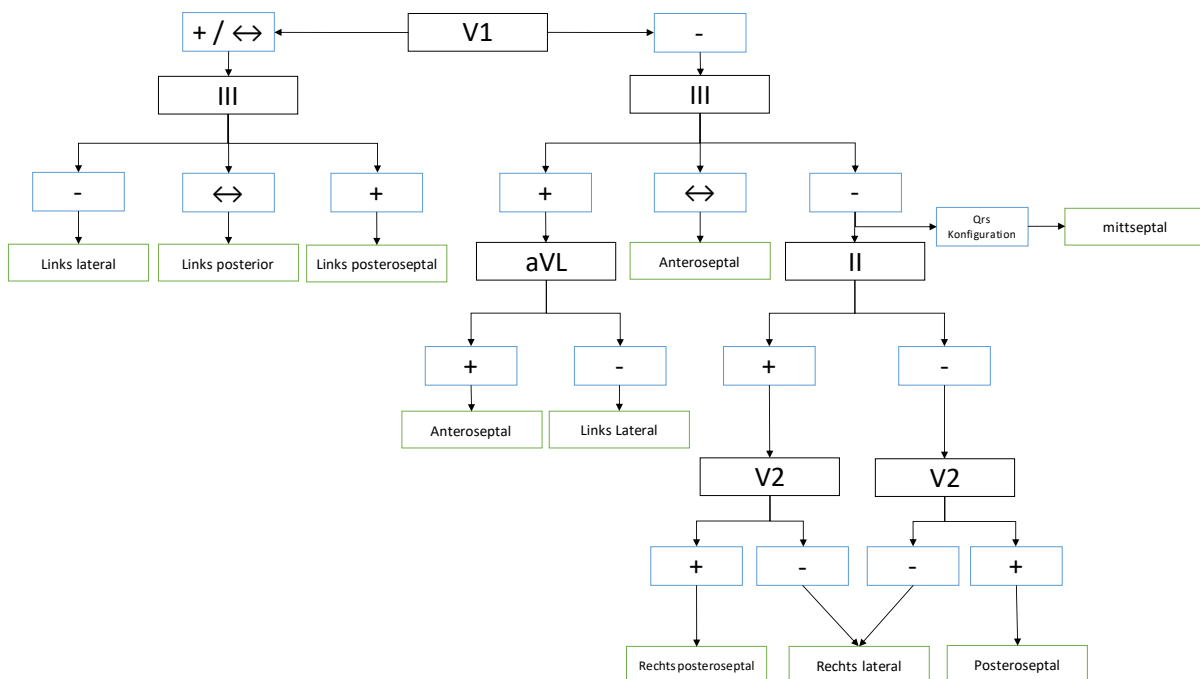 + / ↔
V1
-
III
III
-
↔
+
+
↔
-
Qrs
Konfiguration
mittseptal
Links lateral
Links posterior
Links posteroseptal
aVL
Anteroseptal
II
+
-
+
-
Anteroseptal
Links Lateral
V2
V2
+
-
-
+
Rechts posteroseptal
Rechts lateral
Posteroseptal